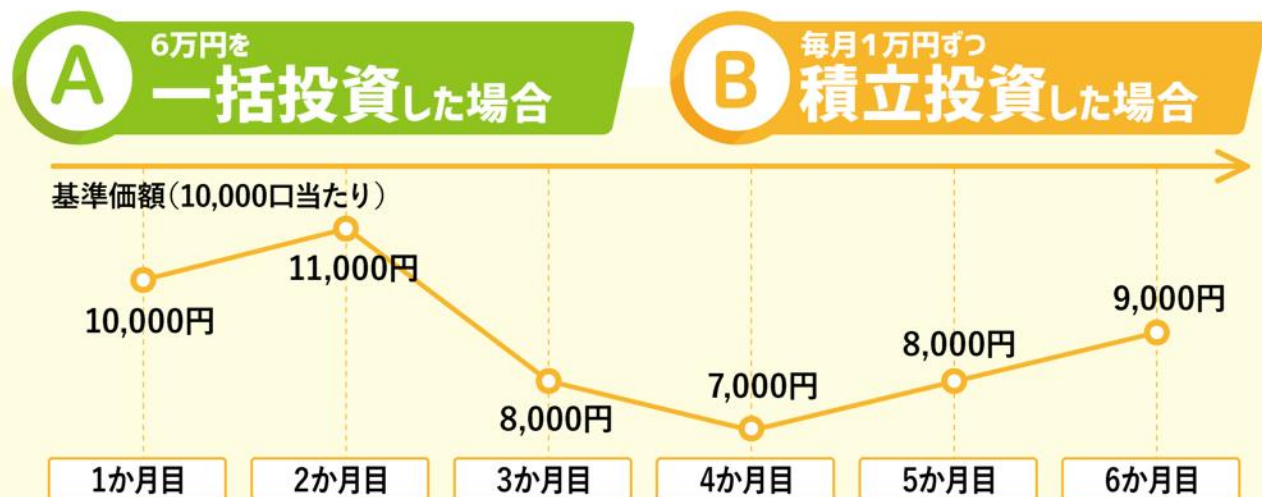 A
6万円を
一括投資した場合
B
毎月1万円ずつ
積立投資した場合
基準価額(10,000口当たり)
10,000円
11,000円
8,000円
7,000円
8,000円
9,000円
1か月目
2か月目
3か月目
4か月目
5か月目
6か月目